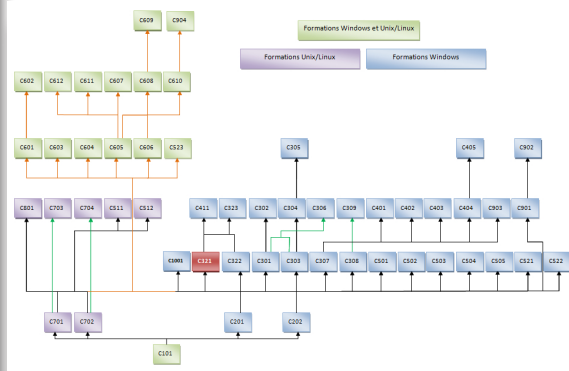 C609 C904
Formations Windows et Unix/Linux
Formations Unix/Linux Formations Windows
C602 C612 C611 C607 C608 C610
C601 C603 C604 C605 C606 C523 C305 C405 C902
C801 C703 C704 C511 C512 C411 C323 C302 C304 C306 C309 C401 C402 C403 C404 C903 C901
C1001 C321 C322 C301 C303 C307 C308 C501 C502 C503 C504 C505 C521 C522
C701 C702 C201 C202
C101